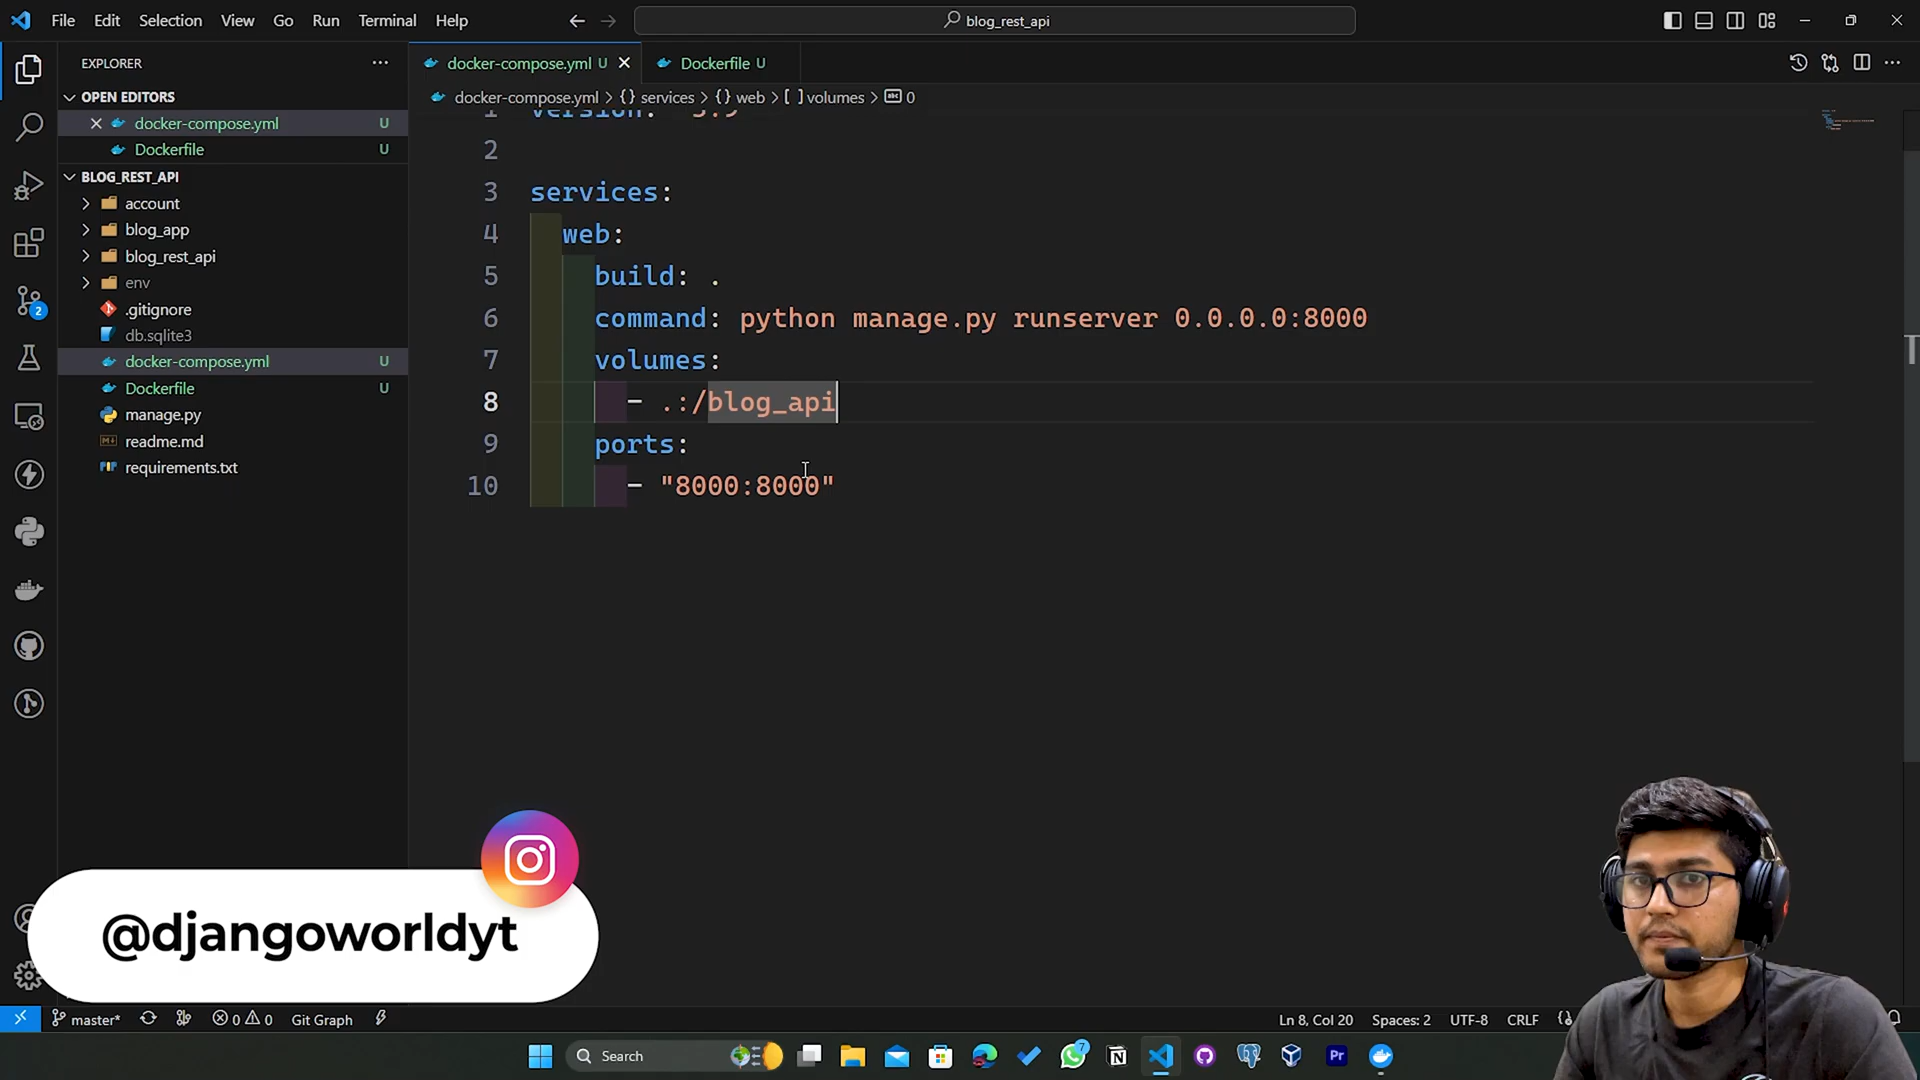 File Edit Selection View Go Run Terminal Help
blog_rest_api
EXPLORER
docker-compose.yml U
Dockerfile U
OPEN EDITORS
docker-compose.yml > services > web > volumes > 0
docker-compose.yml U
Dockerfile U
BLOG_REST_API
account
blog_app
blog_rest_api
env
.gitignore
db.sqlite3
docker-compose.yml U
Dockerfile U
manage.py
readme.md
requirements.txt
1 version: "3.9"
2
3 services:
4 web:
5 build: .
6 command: python manage.py runserver 0.0.0.0:8000
7 volumes:
8 - .:/blog_api
9 ports:
10 - "8000:8000"
2
@djangoworldyt
master*
0 0
Git Graph
Ln 8, Col 20
Spaces: 2
UTF-8
CRLF
Search
7
Pr